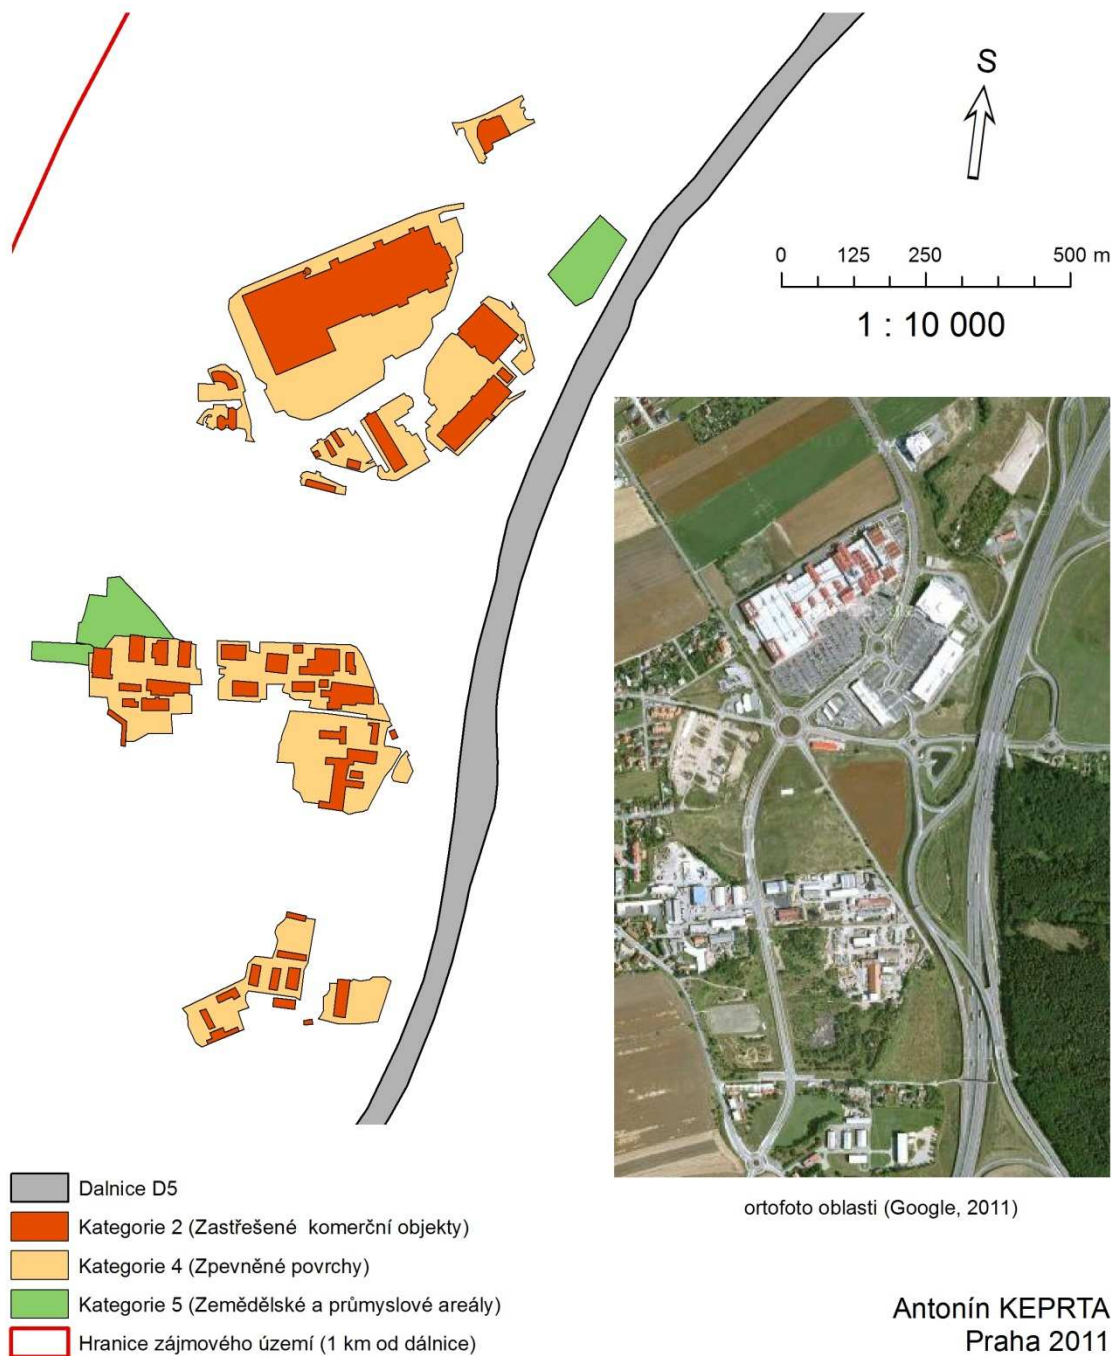 S
0 125 250 500 m
1 : 10 000
ortofoto oblasti (Google, 2011)
Dalnice D5
Kategorie 2 (Zastřešené komerční objekty)
Kategorie 4 (Zpevněné povrchy)
Kategorie 5 (Zemědělské a průmyslové areály)
Hranice zájmového území (1 km od dálnice)
Antonín KEPRTA
Praha 2011